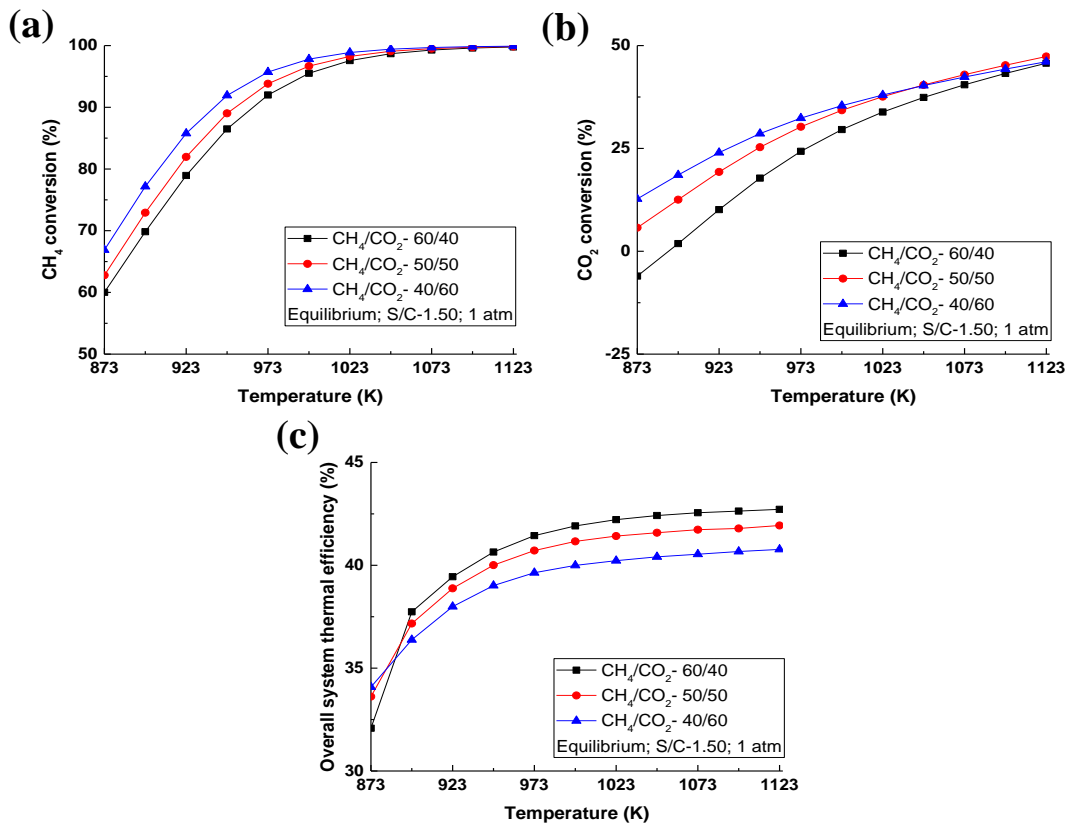 (a)
CH4 conversion (%)
100
90
80
70
60
50
CH4/CO2- 60/40
CH4/CO2- 50/50
CH4/CO2- 40/60
Equilibrium; S/C-1.50; 1 atm
873
923
973
1023
1073
1123
Temperature (K)
(b)
CO2 conversion (%)
50
25
0
-25
CH4/CO2- 60/40
CH4/CO2- 50/50
CH4/CO2- 40/60
Equilibrium; S/C-1.50; 1 atm
873
923
973
1023
1073
1123
Temperature (K)
(c)
Overall system thermal efficiency (%)
45
40
35
30
CH4/CO2- 60/40
CH4/CO2- 50/50
CH4/CO2- 40/60
Equilibrium; S/C-1.50; 1 atm
873
923
973
1023
1073
1123
Temperature (K)